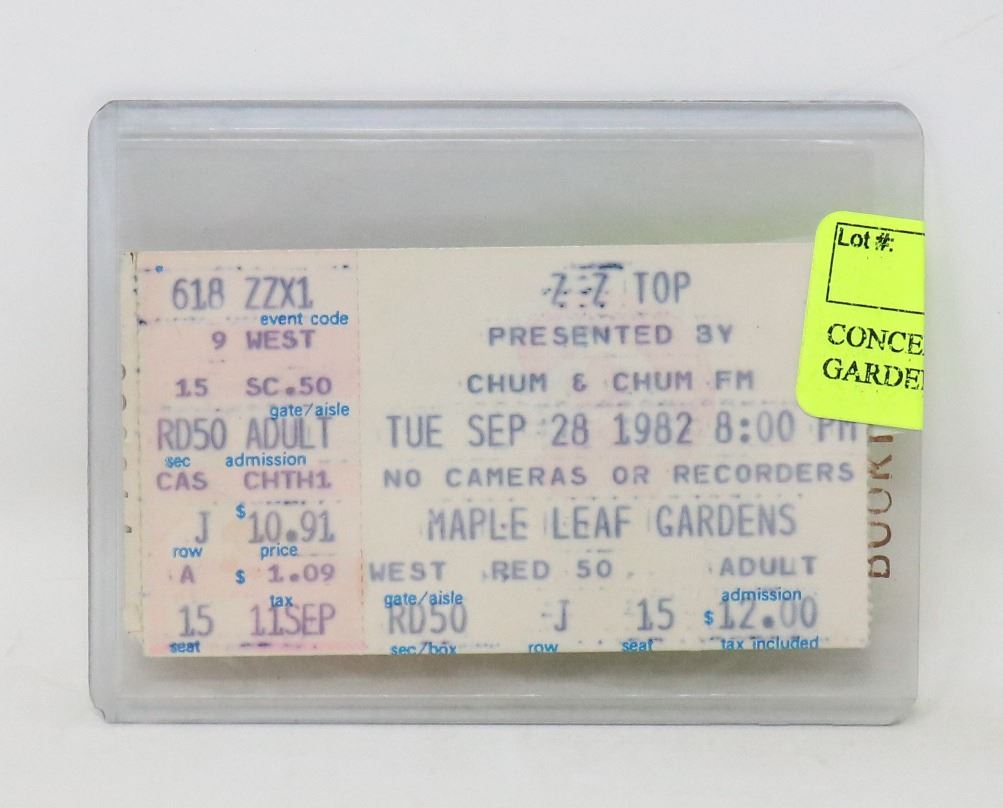 618 ZZX1
event code
9 WEST
15 SC.50
gate/aisle
RD50 ADULT
sec admission
CAS CHTH1
J $ 10.91
row price
A $ 1.09
tax
15 11SEP
seat
Z Z TOP
PRESENTED BY
CHUM & CHUM FM
TUE SEP 28 1982 8:00 PM
NO CAMERAS OR RECORDERS
MAPLE LEAF GARDENS
WEST RED 50 ADULT
gate/aisle admission
RD50 J 15 $12.00
sec/box row seat tax included
Lot #:
CONCE
GARDE